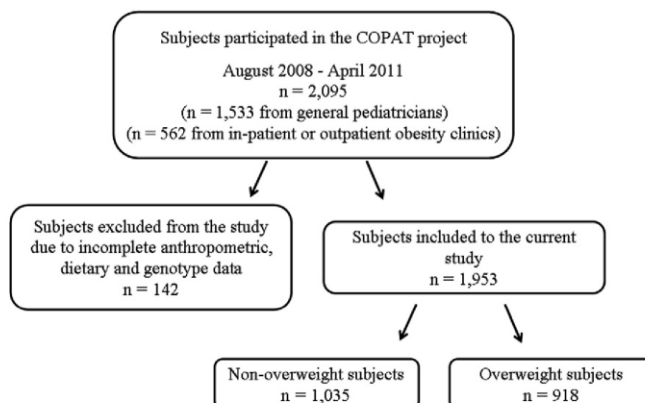 Subjects participated in the COPAT project
August 2008 - April 2011
n = 2,095
(n = 1,533 from general pediatricians)
(n = 562 from in-patient or outpatient obesity clinics)
Subjects excluded from the study
due to incomplete anthropometric,
dietary and genotype data
n = 142
Subjects included to the current
study
n = 1,953
Non-overweight subjects
n = 1,035
Overweight subjects
n = 918